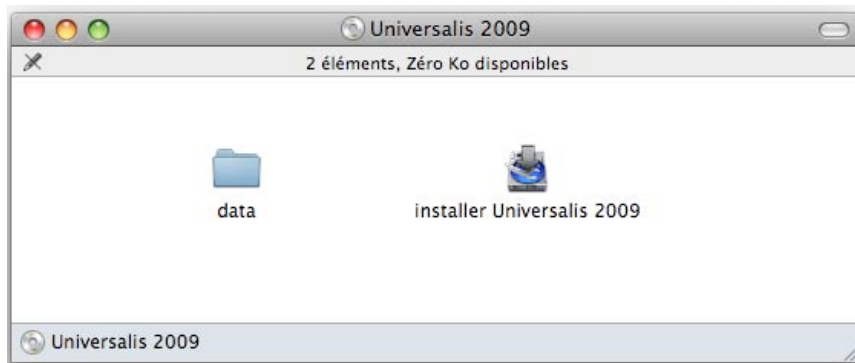 Universalis 2009
2 éléments, Zéro Ko disponibles
data
installer Universalis 2009
Universalis 2009